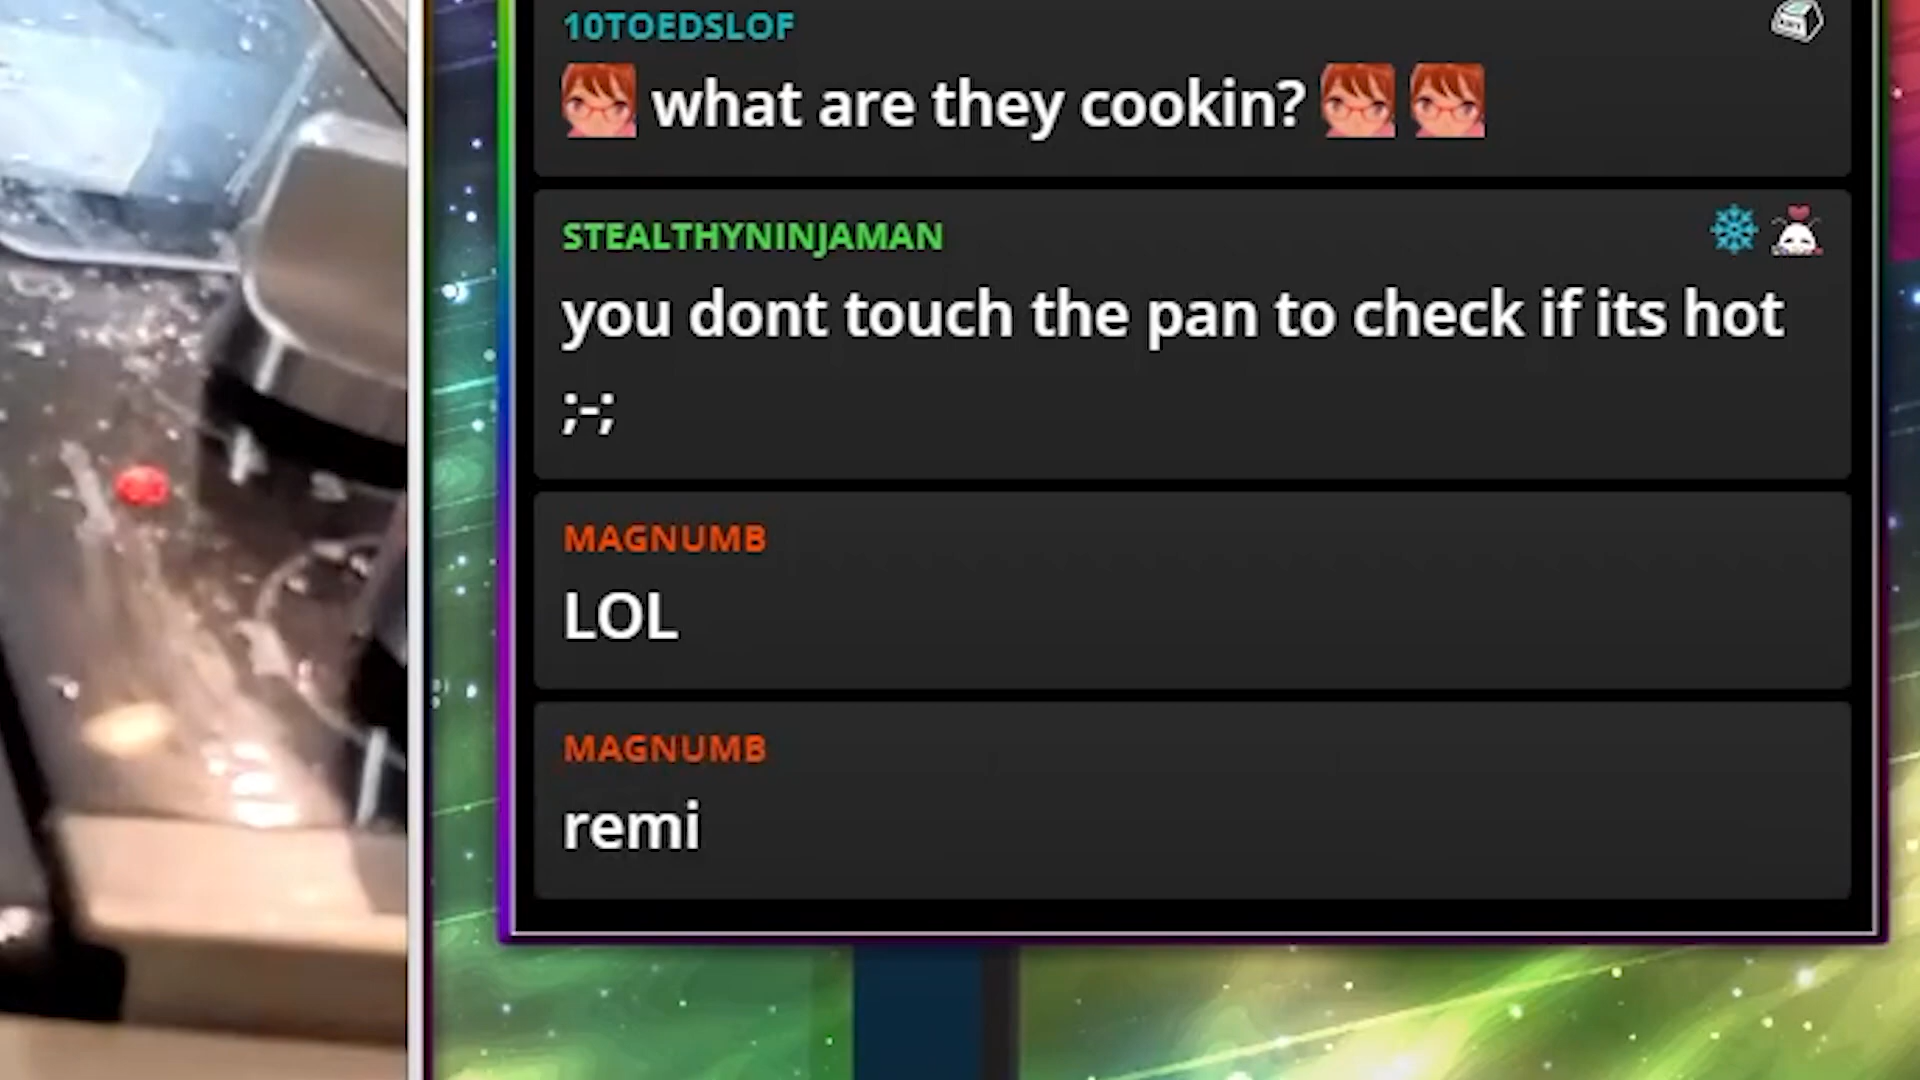 10TOEDSLOF
what are they cookin?
STEALTHYNINJAMAN
you dont touch the pan to check if its hot
;-;
MAGNUMB
LOL
MAGNUMB
remi